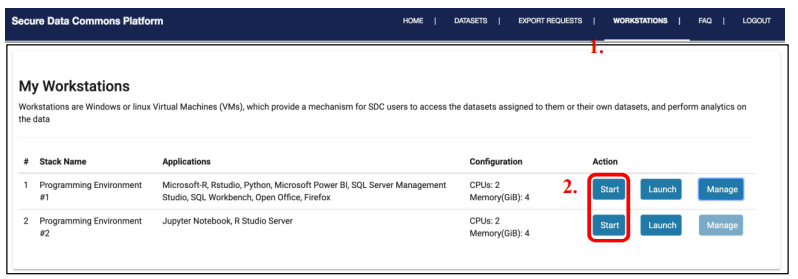 Secure Data Commons Platform
HOME | DATASETS | EXPORT REQUESTS | WORKSTATIONS | FAQ | LOGOUT
1.
My Workstations
Workstations are Windows or linux Virtual Machines (VMs), which provide a mechanism for SDC users to access the datasets assigned to them or their own datasets, and perform analytics on
the data
# Stack Name Applications Configuration Action
1 Programming Environment #1 Microsoft-R, Rstudio, Python, Microsoft Power BI, SQL Server Management Studio, SQL Workbench, Open Office, Firefox CPUs: 2 Memory(GiB): 4 2. Start Launch Manage
2 Programming Environment #2 Jupyter Notebook, R Studio Server CPUs: 2 Memory(GiB): 4 Start Launch Manage